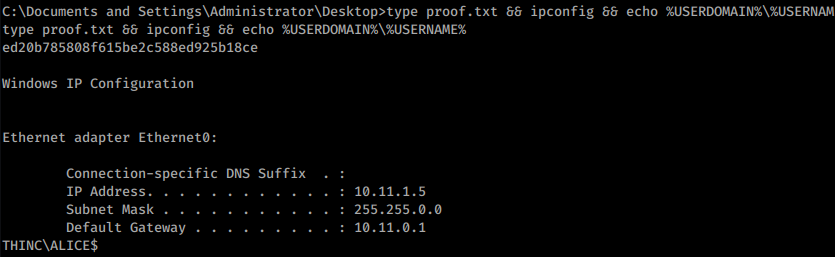 C:\Documents and Settings\Administrator\Desktop>type proof.txt && ipconfig && echo %USERDOMAIN%\%USERNAM
type proof.txt && ipconfig && echo %USERDOMAIN%\%USERNAME%
ed20b785808f615be2c588ed925b18ce
Windows IP Configuration
Ethernet adapter Ethernet0:
Connection-specific DNS Suffix  . :
IP Address. . . . . . . . . . . . : 10.11.1.5
Subnet Mask . . . . . . . . . . . : 255.255.0.0
Default Gateway . . . . . . . . . : 10.11.0.1
THINC\ALICE$